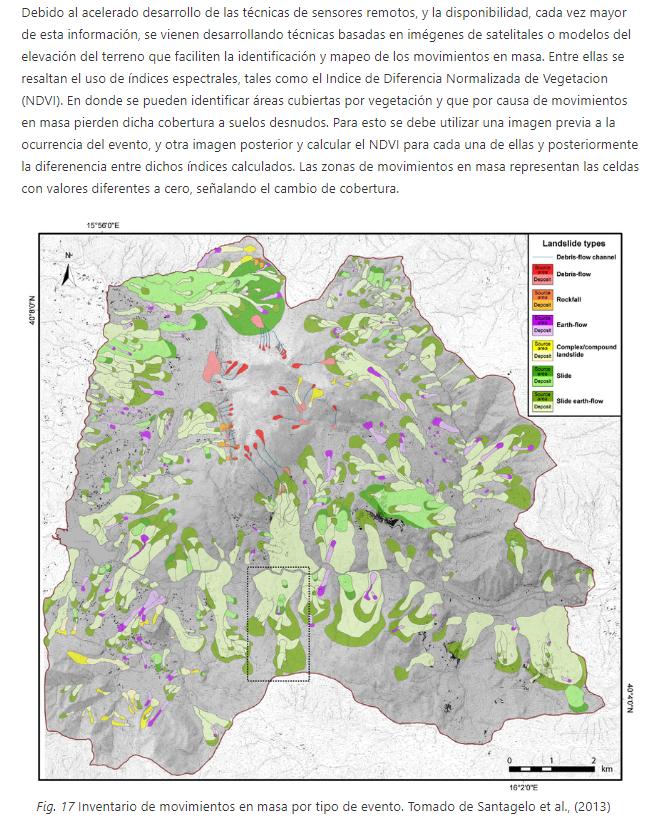 Debido al acelerado desarrollo de las técnicas de sensores remotos, y la disponibilidad, cada vez mayor
de esta información, se vienen desarrollando técnicas basadas en imégenes de satelitales o modelos del
elevación del terreno que faciliten la identificación y mapeo de los movimientos en masa. Entre ellas se
resaltan el uso de índices espectrales, tales como el Indice de Diferencia Normalizada de Vegetacion
(NDVI). En donde se pueden identificar áreas cubiertas por vegetación y que por causa de movimientos
en masa pierden dicha cobertura a suelos desnudos. Para esto se debe utilizar una imagen previa a la
ocurrencia del evento, y otra imagen posterior y calcular el NDVI para cada una de ellas y posteriormente
la diferenencia entre dichos índices calculados. Las zonas de movimientos en masa representan las celdas
con valores diferentes a cero, señalando el cambio de cobertura.
15°56'0"E
N
40°8'0"N
Landslide types
Debris-flow channel
Source area
Deposit
Debris-flow
Source area
Deposit
Rockfall
Source area
Deposit
Earth-flow
Source area
Deposit
Complex/compound
landslide
Source area
Deposit
Slide
Source area
Deposit
Slide earth-flow
40°4'0"N
0 1 2
km
16°2'0"E
Fig. 17 Inventario de movimientos en masa por tipo de evento. Tomado de Santagelo et al., (2013)